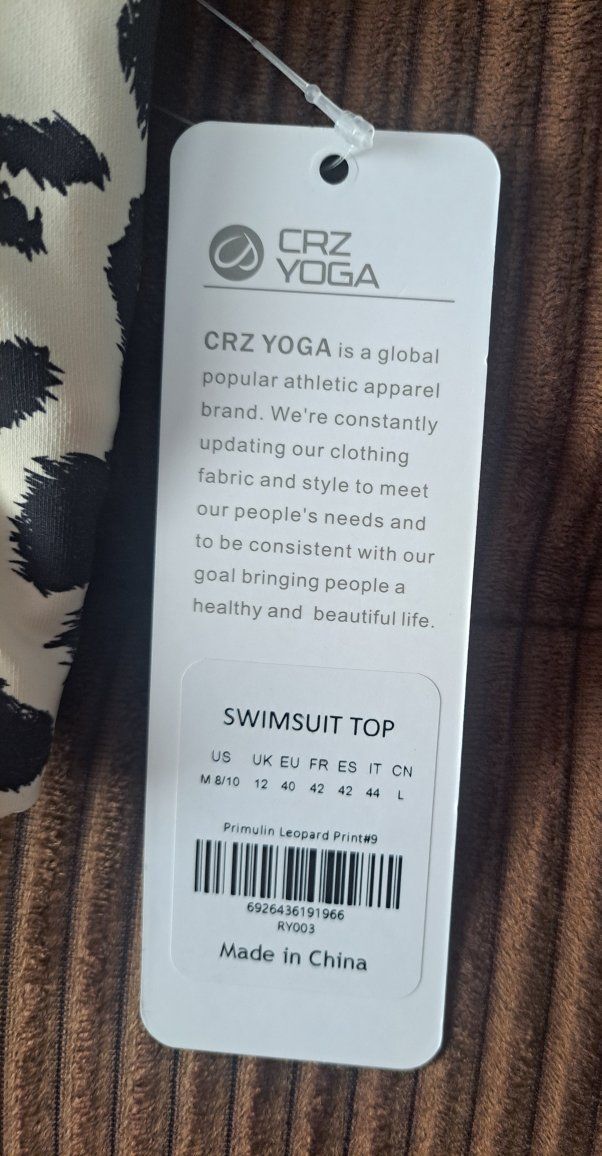 CRZ
YOGA
CRZ YOGA is a global
popular athletic apparel
brand. We're constantly
updating our clothing
fabric and style to meet
our people's needs and
to be consistent with our
goal bringing people a
healthy and beautiful life.
SWIMSUIT TOP
US UK EU FR ES IT CN
M 8/10 12 40 42 42 44 L
Primulin Leopard Print#9
6926436191966
RY003
Made in China